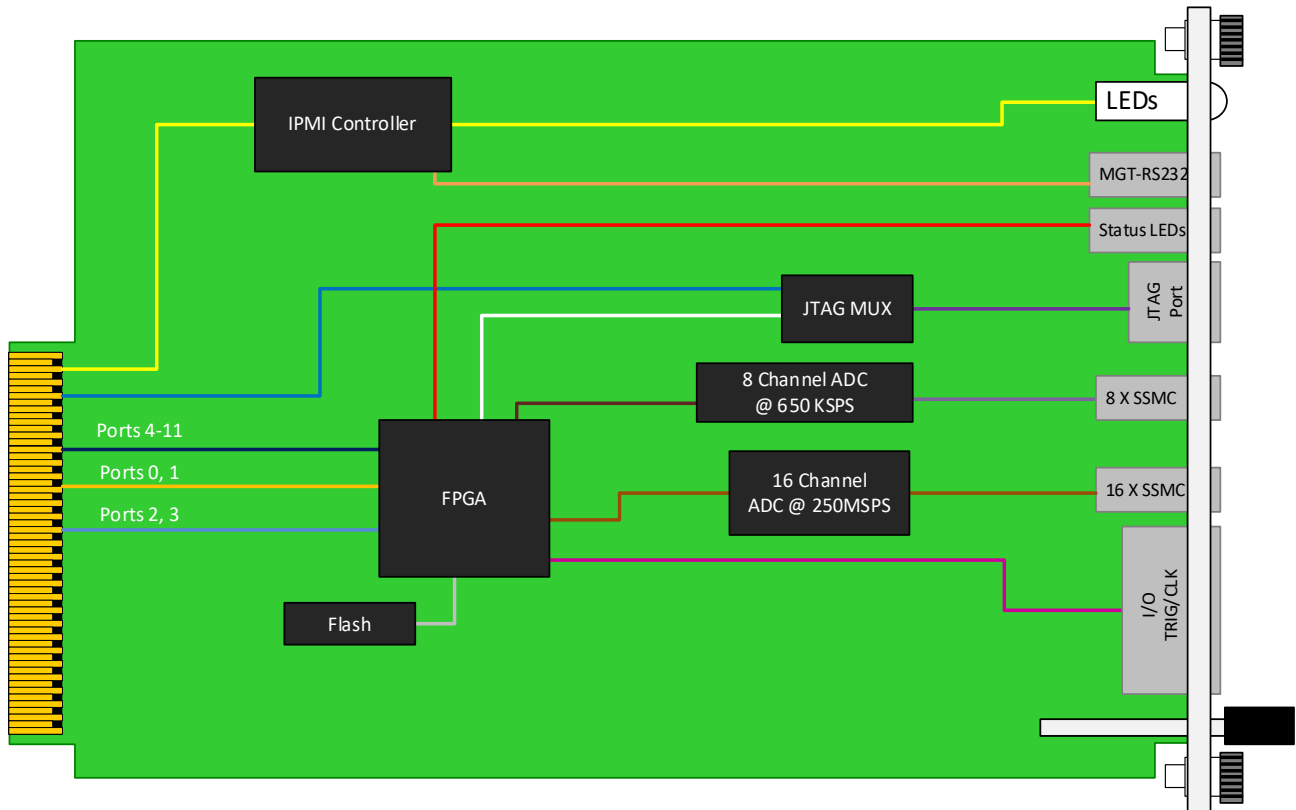 LEDs
IPMI Controller
MGT-RS232
Status LEDs
JTAG
Port
JTAG MUX
8 Channel ADC
@ 650 KSPS
8 X SSMC
Ports 4-11
Ports 0, 1
Ports 2, 3
FPGA
16 Channel
ADC @ 250MSPS
16 X SSMC
I/O
TRIG/CLK
Flash